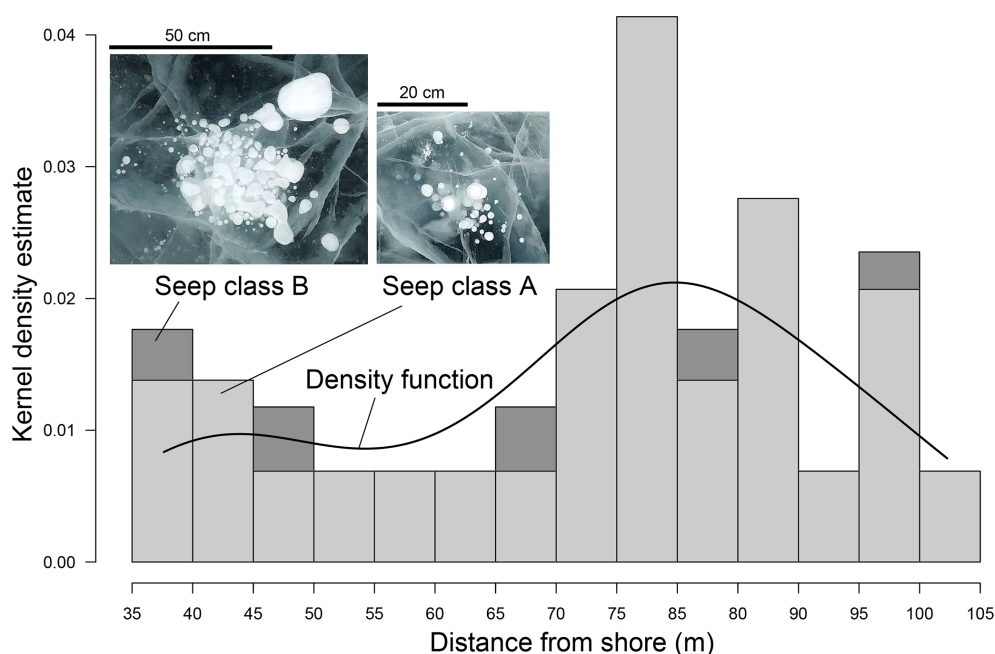 50 cm
20 cm
Seep class B
Seep class A
Density function
Kernel density estimate
0.04
0.03
0.02
0.01
0.00
35 40 45 50 55 60 65 70 75 85 80 90 95 100 105
Distance from shore (m)